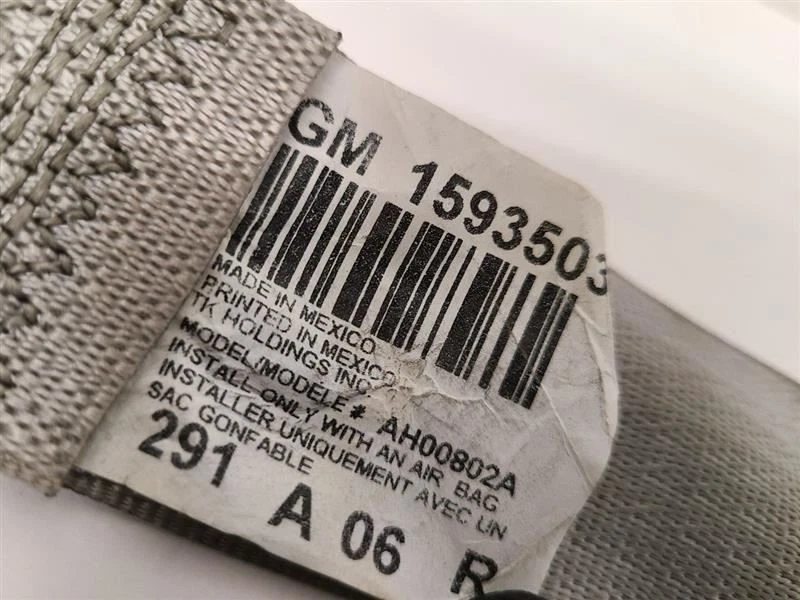 GM 1593503
MADE IN MEXICO
PRINTED IN MEXICO
TK HOLDINGS INC.
MODEL/MODELE # AH00802A
INSTALL ONLY WITH AN AIR BAG
INSTALLER UNIQUEMENT AVEC UN
SAC GONFABLE
291 A 06 R